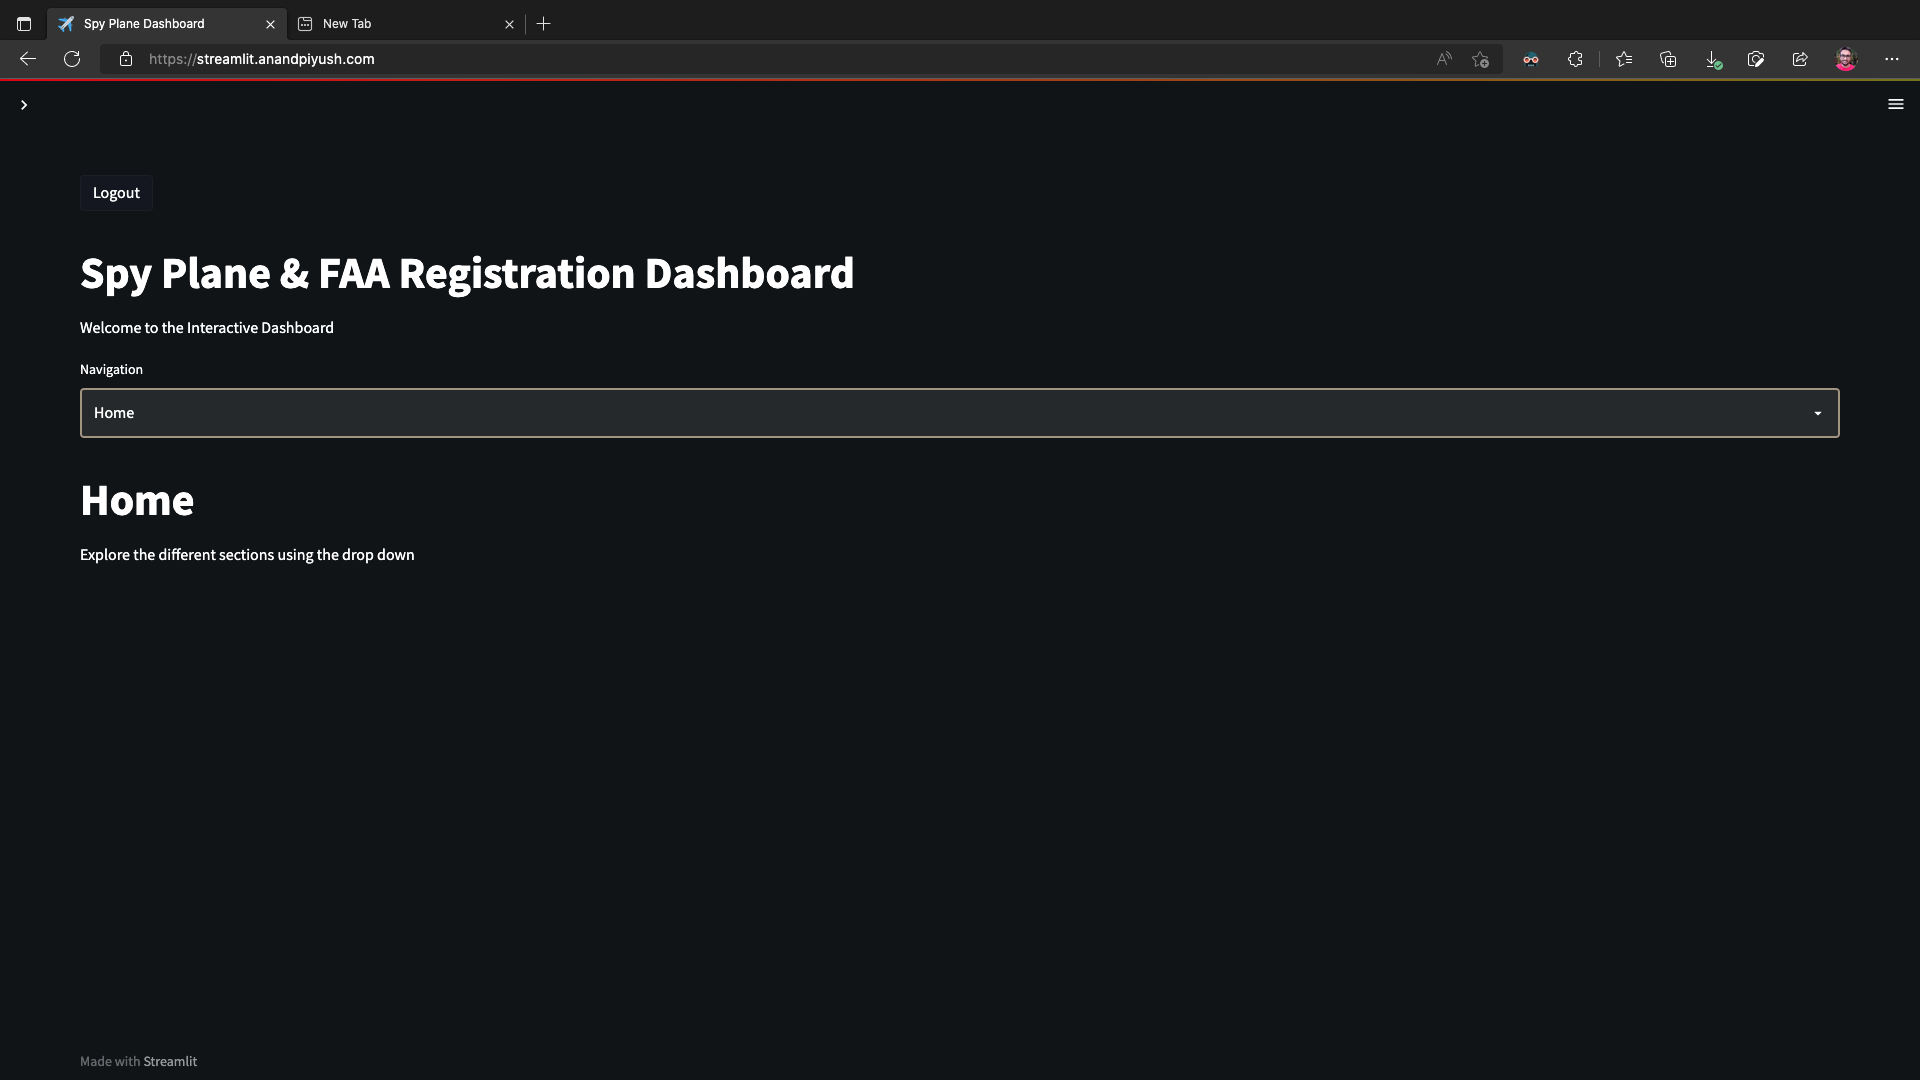 Spy Plane Dashboard
New Tab
https://streamlit.anandpiyush.com
Logout
Spy Plane & FAA Registration Dashboard
Welcome to the Interactive Dashboard
Navigation
Home
Home
Explore the different sections using the drop down
Made with Streamlit